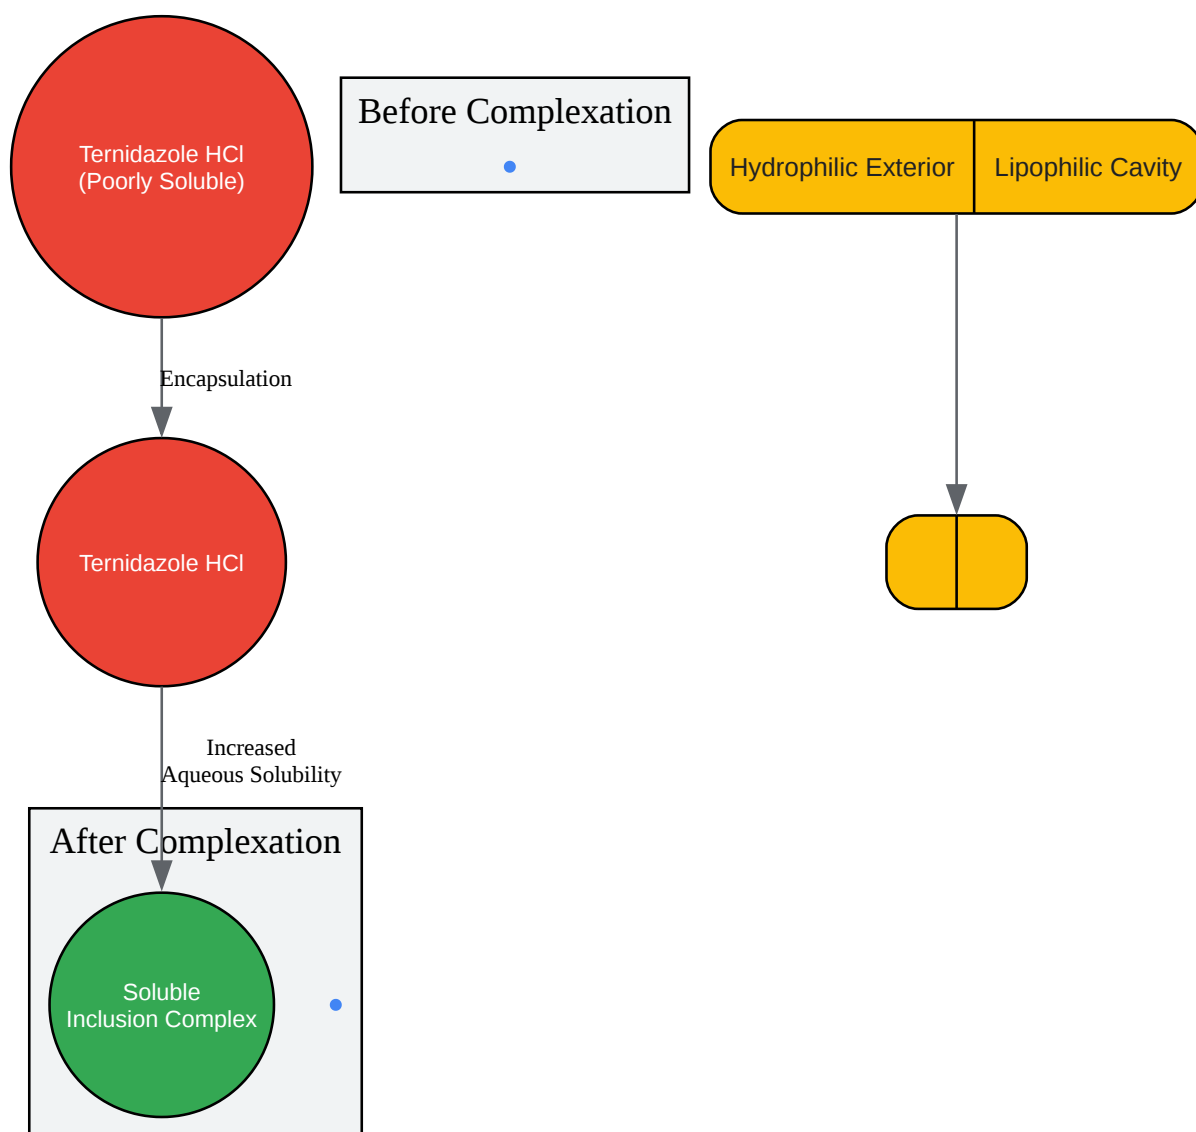 Ternidazole HCl
(Poorly Soluble)
Before Complexation
Hydrophilic Exterior
Lipophilic Cavity
Encapsulation
Ternidazole HCl
Increased
Aqueous Solubility
After Complexation
Soluble
Inclusion Complex